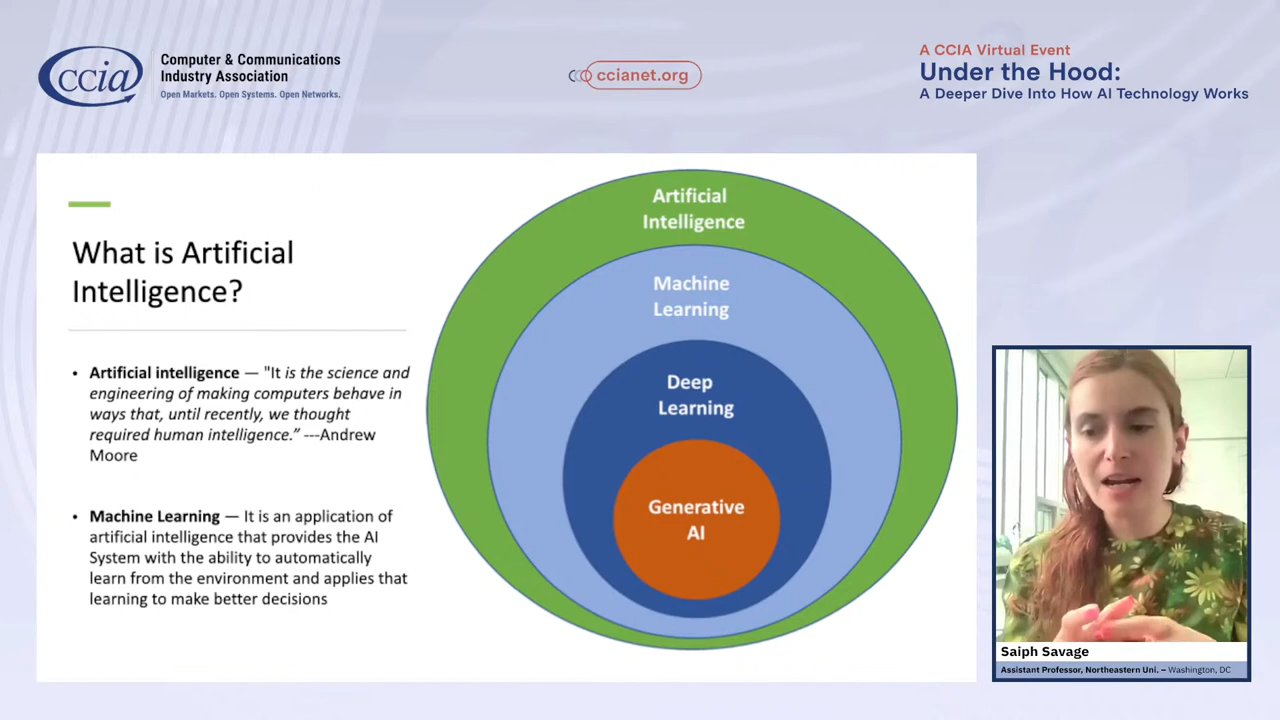 ccia
Computer & Communications
Industry Association
Open Markets. Open Systems. Open Networks.
ccianet.org
A CCIA Virtual Event
Under the Hood:
A Deeper Dive Into How AI Technology Works
What is Artificial
Intelligence?
• Artificial intelligence — "It is the science and
engineering of making computers behave in
ways that, until recently, we thought
required human intelligence.” ---Andrew
Moore
• Machine Learning — It is an application of
artificial intelligence that provides the AI
System with the ability to automatically
learn from the environment and applies that
learning to make better decisions
Artificial
Intelligence
Machine
Learning
Deep
Learning
Generative
AI
Saiph Savage
Assistant Professor, Northeastern Uni. – Washington, DC